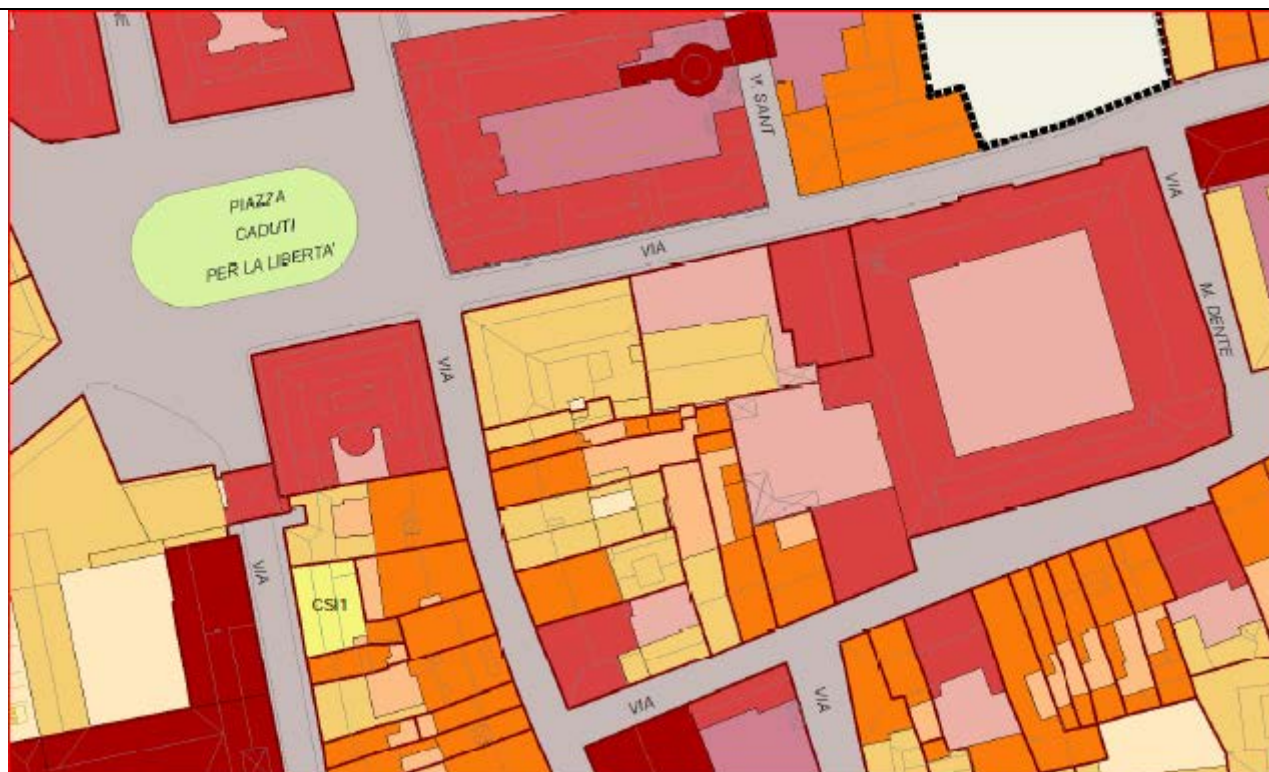 V. SANT
PIAZZA
CADUTI
PER LA LIBERTA'
VIA
VIA
VIA
M. DENTE
VIA
CSI1
VIA
VIA